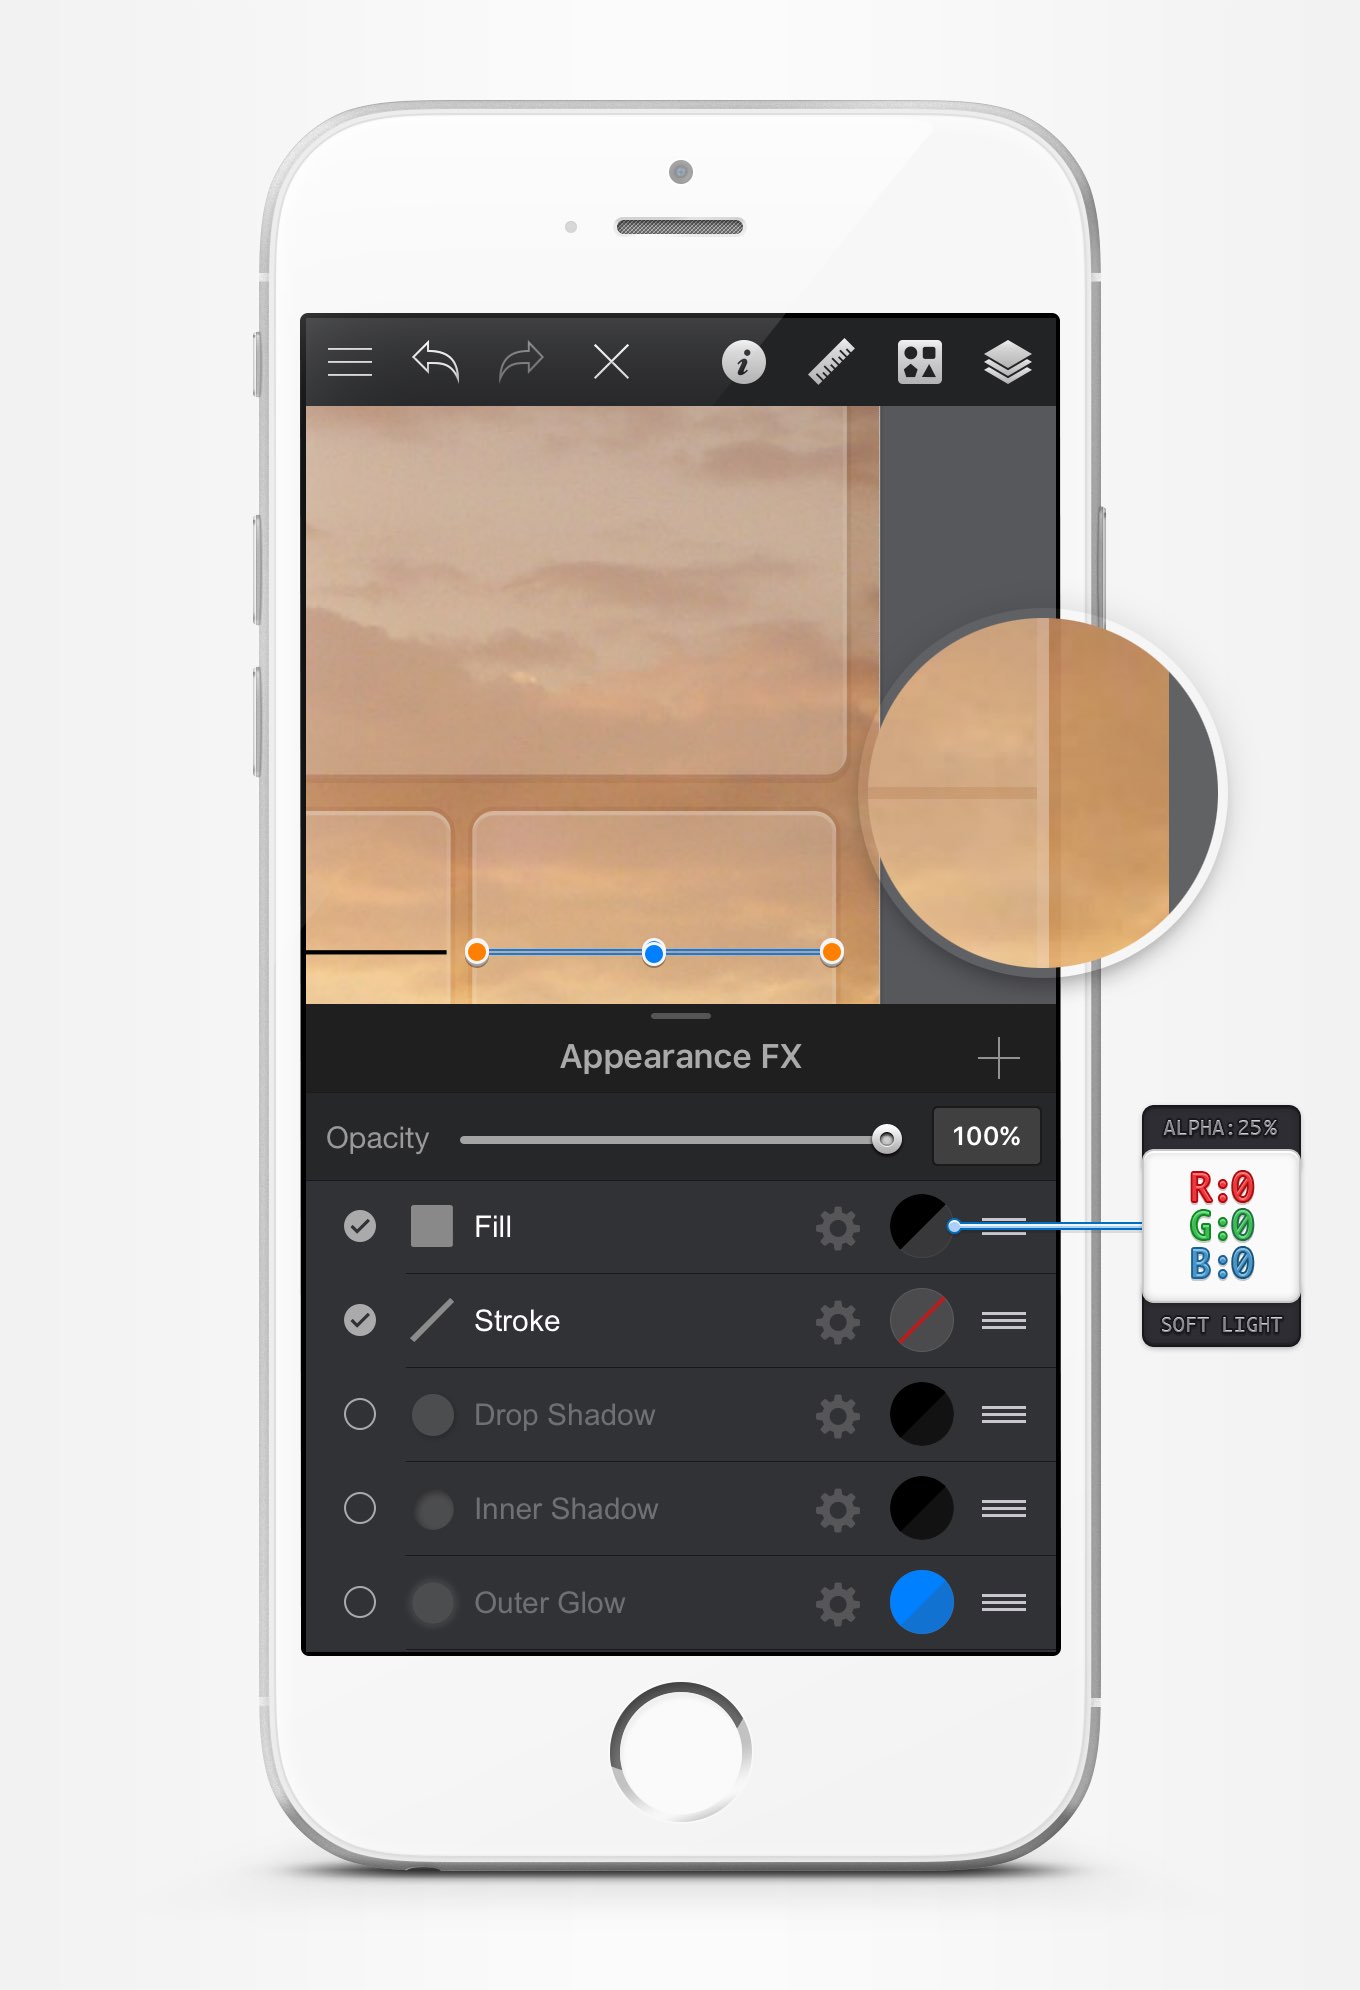 Appearance FX
Opacity
100%
ALPHA:25%
R:0
G:0
B:0
SOFT LIGHT
Fill
Stroke
Drop Shadow
Inner Shadow
Outer Glow